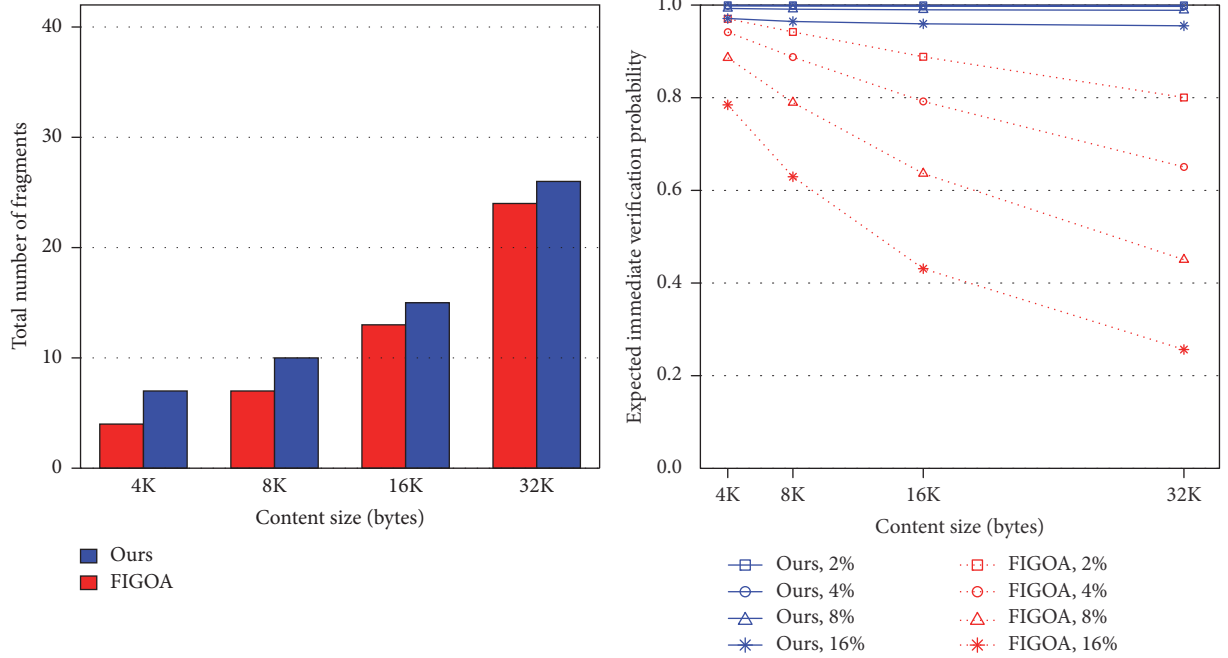 Total number of fragments
40
30
20
10
0
4K
8K
16K
32K
Content size (bytes)
Ours
FIGOA
Expected immediate verification probability
1.0
0.8
0.6
0.4
0.2
0.0
4K
8K
16K
32K
Content size (bytes)
Ours, 2%
Ours, 4%
Ours, 8%
Ours, 16%
FIGOA, 2%
FIGOA, 4%
FIGOA, 8%
FIGOA, 16%